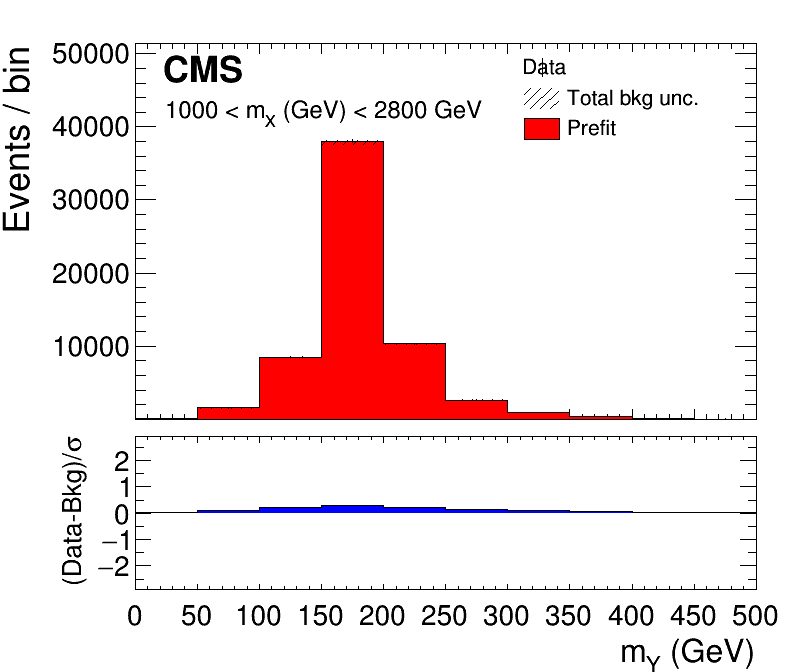 50000
40000
30000
20000
10000
Events / bin
CMS
1000 < mX (GeV) < 2800 GeV
Data
Total bkg unc.
Prefit
2
1
0
−1
−2
(Data-Bkg)/σ
0 50 100 150 200 250 300 350 400 450 500
mY (GeV)